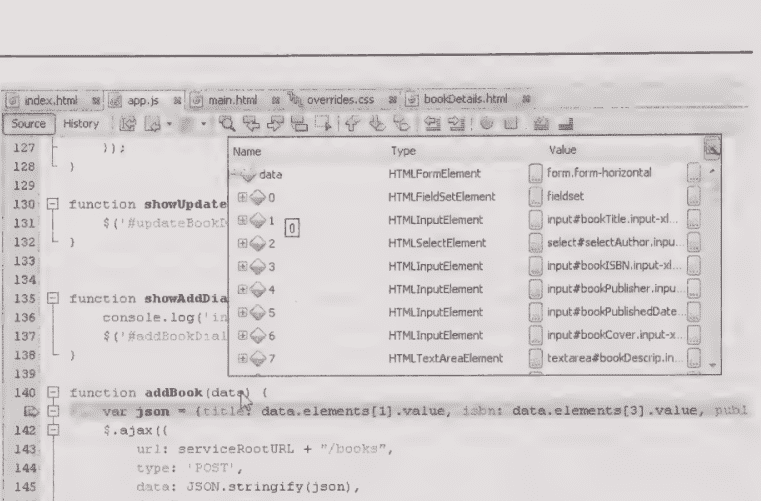 index.html app.js main.html overrides.css bookDetails.html
Source History
Name Type Value
data HTMLFormElement form.form-horizontal
0 HTMLFieldSetElement fieldset
1 HTMLInputElement input#bookTitle.input-xl...
0
2 HTMLSelectElement select#selectAuthor.inpu...
3 HTMLInputElement input#bookISBN.input-xl...
4 HTMLInputElement input#bookPublisher.inpu...
5 HTMLInputElement input#bookPublishedDate...
6 HTMLInputElement input#bookCover.input-x...
7 HTMLTextAreaElement textarea#bookDescrip.in...
127 });
128 }
129
130 function showUpdate
131 $('#updateBookD
132 }
133
134
135 function showAddDia
136 console.log('in
137 $('#addBookDial
138 }
139
140 function addBook(data) {
var json = {title: data.elements[1].value, isbn: data.elements[3].value, publ
142 $.ajax({
143 url: serviceRootURL + "/books",
144 type: 'POST',
145 data: JSON.stringify(json),